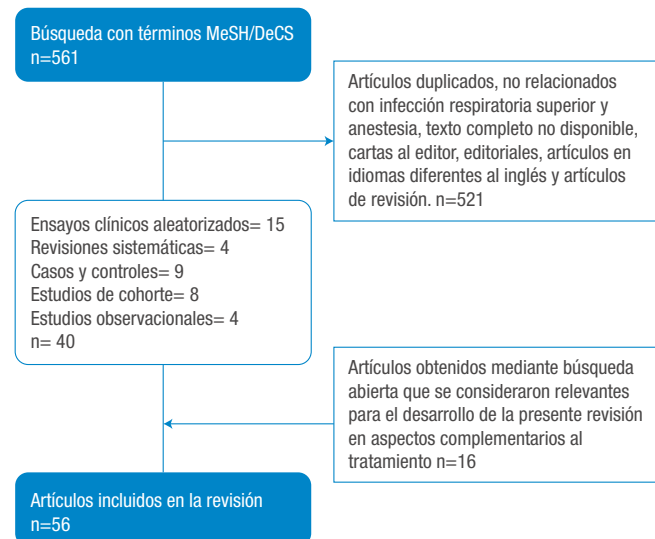 Búsqueda con términos MeSH/DeCS
n=561
Artículos duplicados, no relacionados
con infección respiratoria superior y
anestesia, texto completo no disponible,
cartas al editor, editoriales, artículos en
idiomas diferentes al inglés y artículos
de revisión. n=521
Ensayos clínicos aleatorizados= 15
Revisiones sistemáticas= 4
Casos y controles= 9
Estudios de cohorte= 8
Estudios observacionales= 4
n= 40
Artículos obtenidos mediante búsqueda
abierta que se consideraron relevantes
para el desarrollo de la presente revisión
en aspectos complementarios al
tratamiento n=16
Artículos incluidos en la revisión
n=56